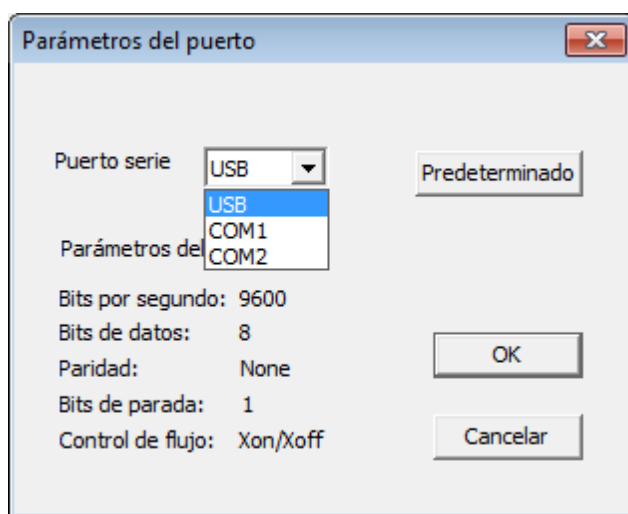 Parámetros del puerto
Puerto serie
USB
Predeterminado
USB
COM1
COM2
Parámetros del
Bits por segundo: 9600
Bits de datos: 8
Paridad: None
Bits de parada: 1
Control de flujo: Xon/Xoff
OK
Cancelar